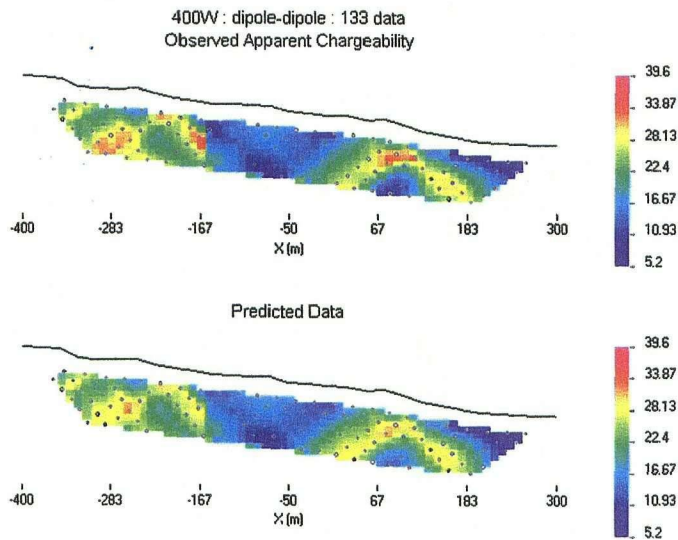 400W : dipole-dipole : 133 data
Observed Apparent Chargeability
39.6
33.87
28.13
22.4
16.67
10.93
5.2
-400 -283 -167 -50 67 183 300
X (m)
Predicted Data
39.6
33.87
28.13
22.4
16.67
10.93
5.2
-400 -283 -167 -50 67 183 300
X (m)